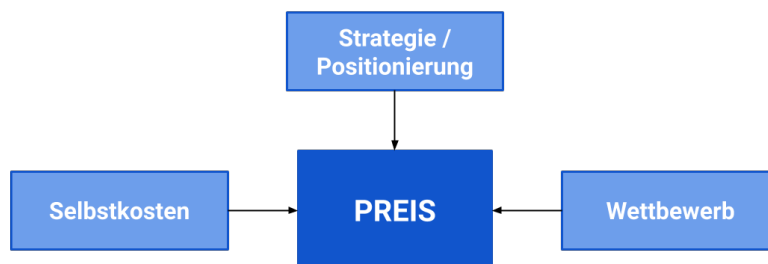 Strategie /
Positionierung
Selbstkosten
PREIS
Wettbewerb